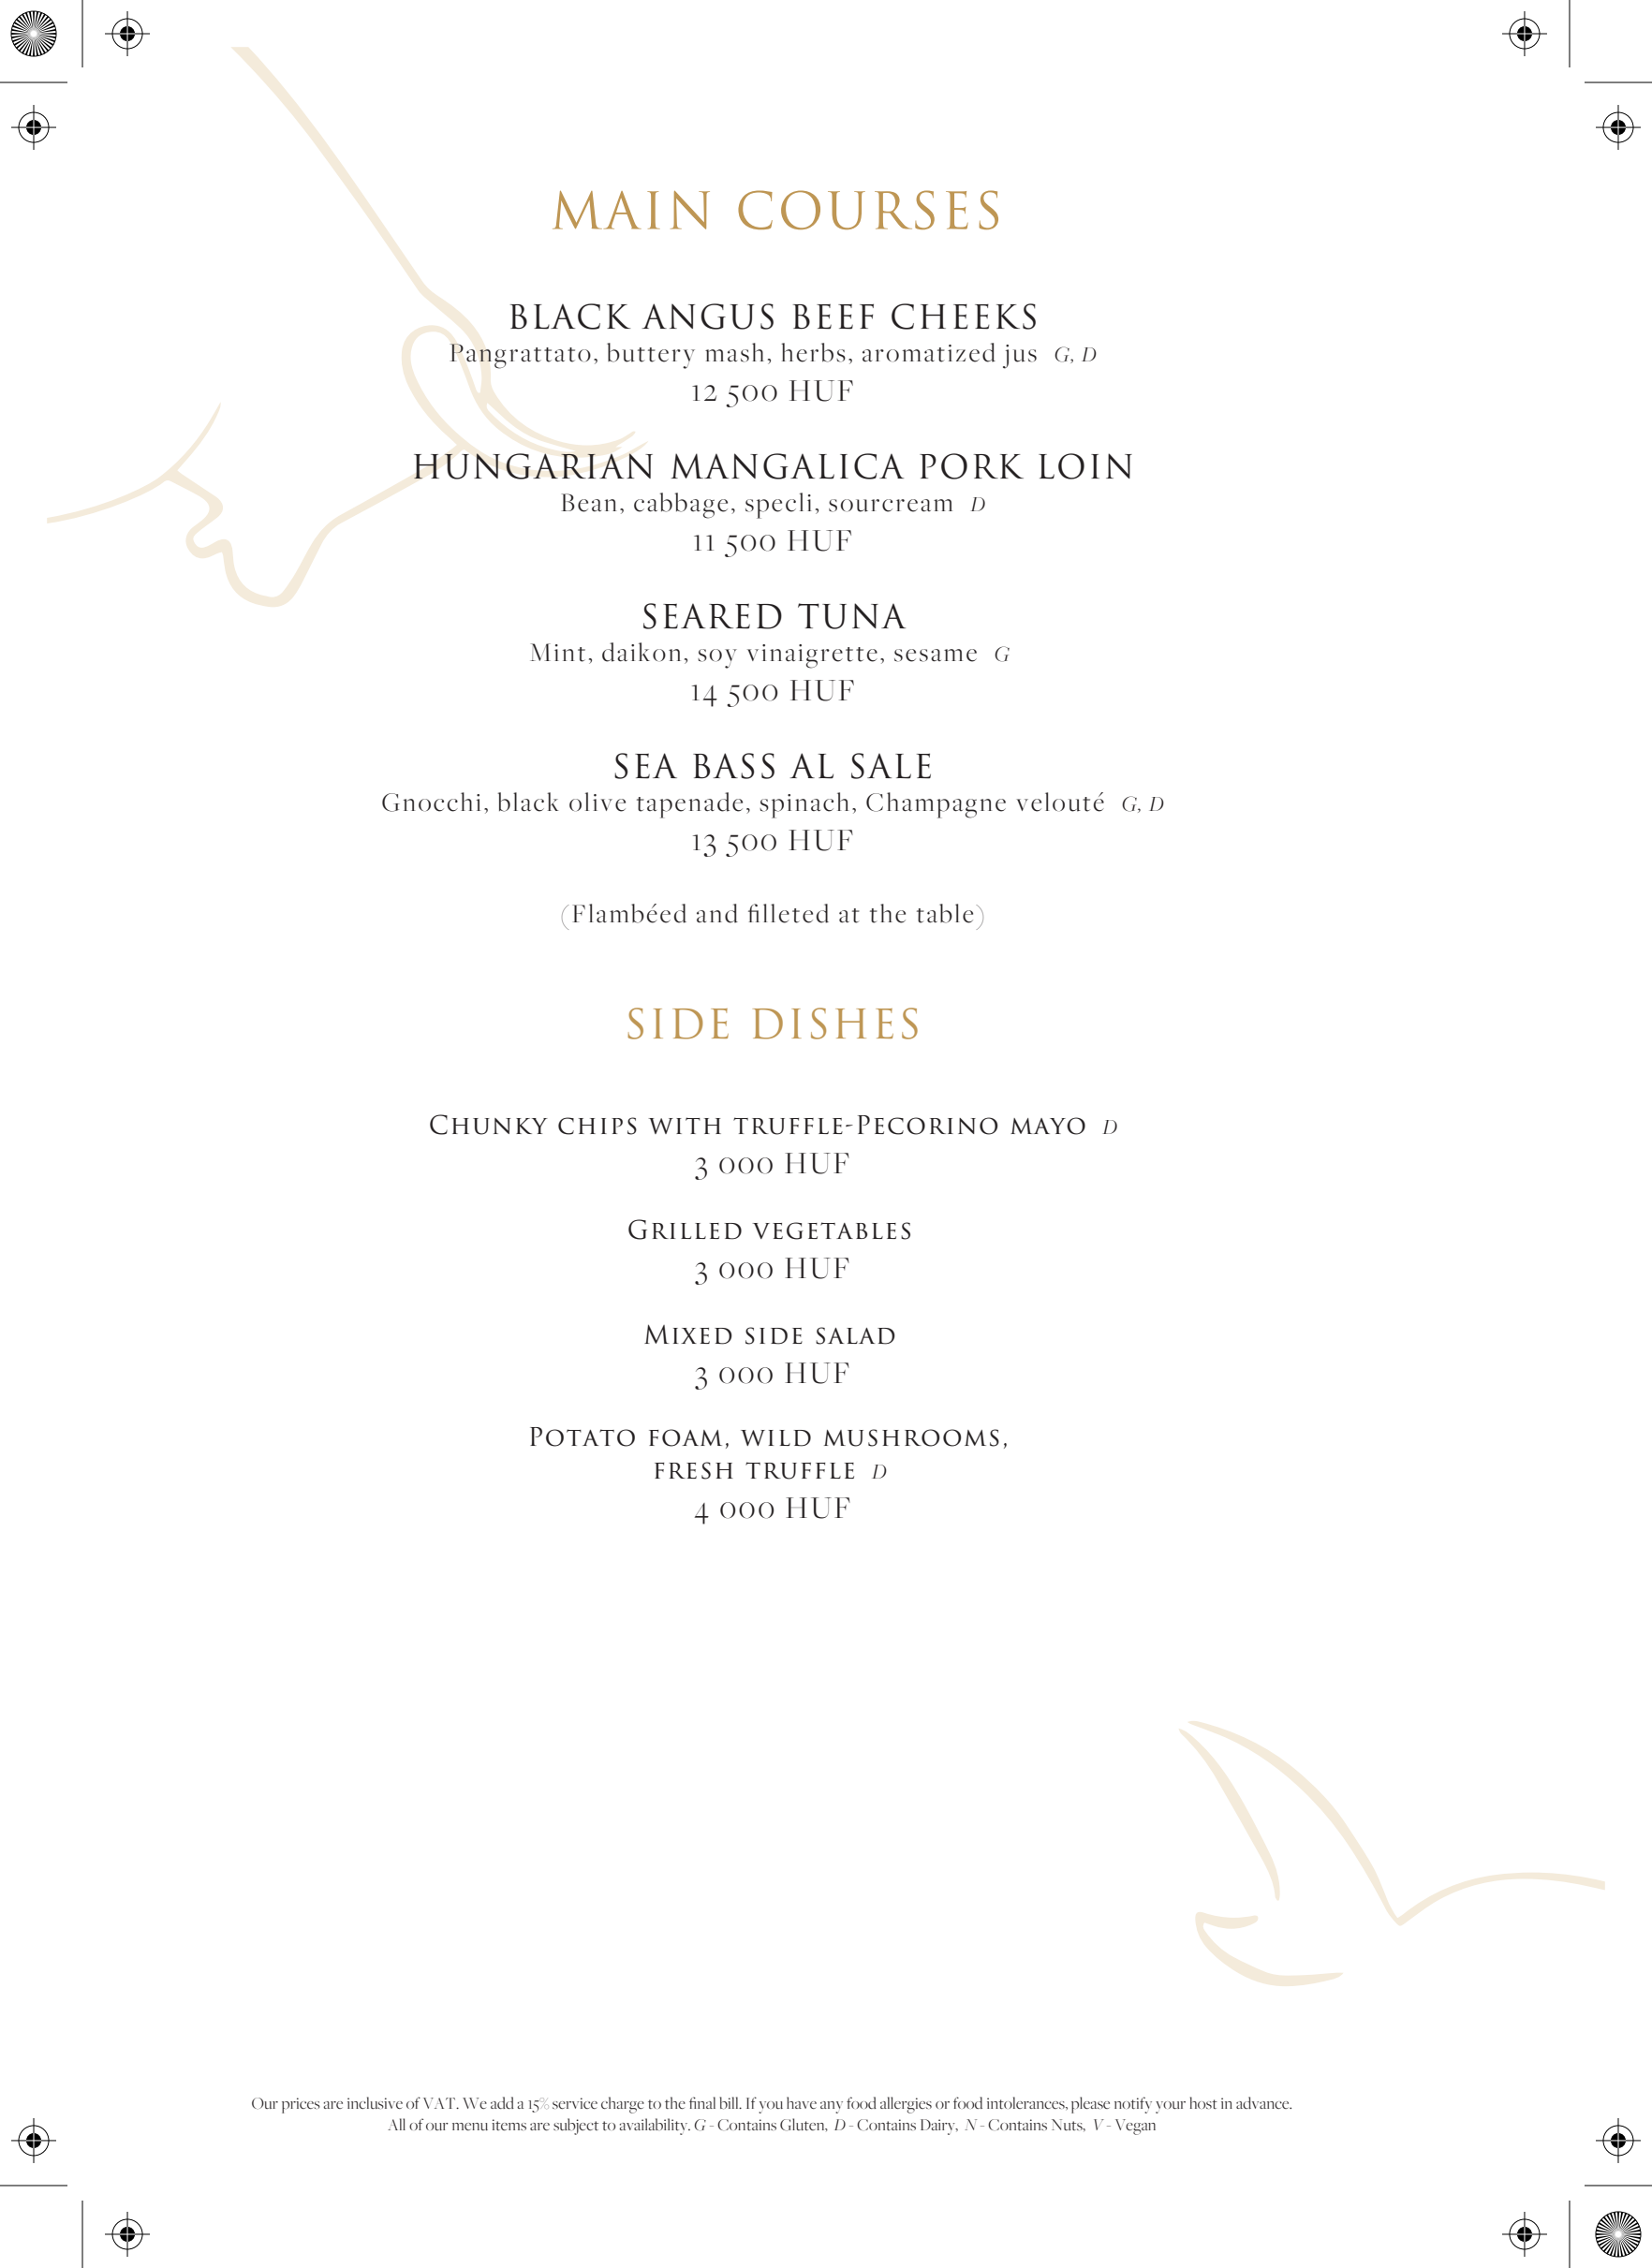 MAIN COURSES
BLACK ANGUS BEEF CHEEKS
Pangrattato, buttery mash, herbs, aromatized jus G, D
12 500 HUF
HUNGARIAN MANGALICA PORK LOIN
Bean, cabbage, specli, sourcream D
11 500 HUF
SEARED TUNA
Mint, daikon, soy vinaigrette, sesame G
14 500 HUF
SEA BASS AL SALE
Gnocchi, black olive tapenade, spinach, Champagne velouté G, D
13 500 HUF
(Flambéed and filleted at the table)
SIDE DISHES
Chunky chips with truffle-Pecorino mayo D
3 000 HUF
Grilled vegetables
3 000 HUF
Mixed side salad
3 000 HUF
Potato foam, wild mushrooms,
fresh truffle D
4 000 HUF
Our prices are inclusive of VAT. We add a 15% service charge to the final bill. If you have any food allergies or food intolerances, please notify your host in advance.
All of our menu items are subject to availability. G - Contains Gluten, D - Contains Dairy, N - Contains Nuts, V - Vegan